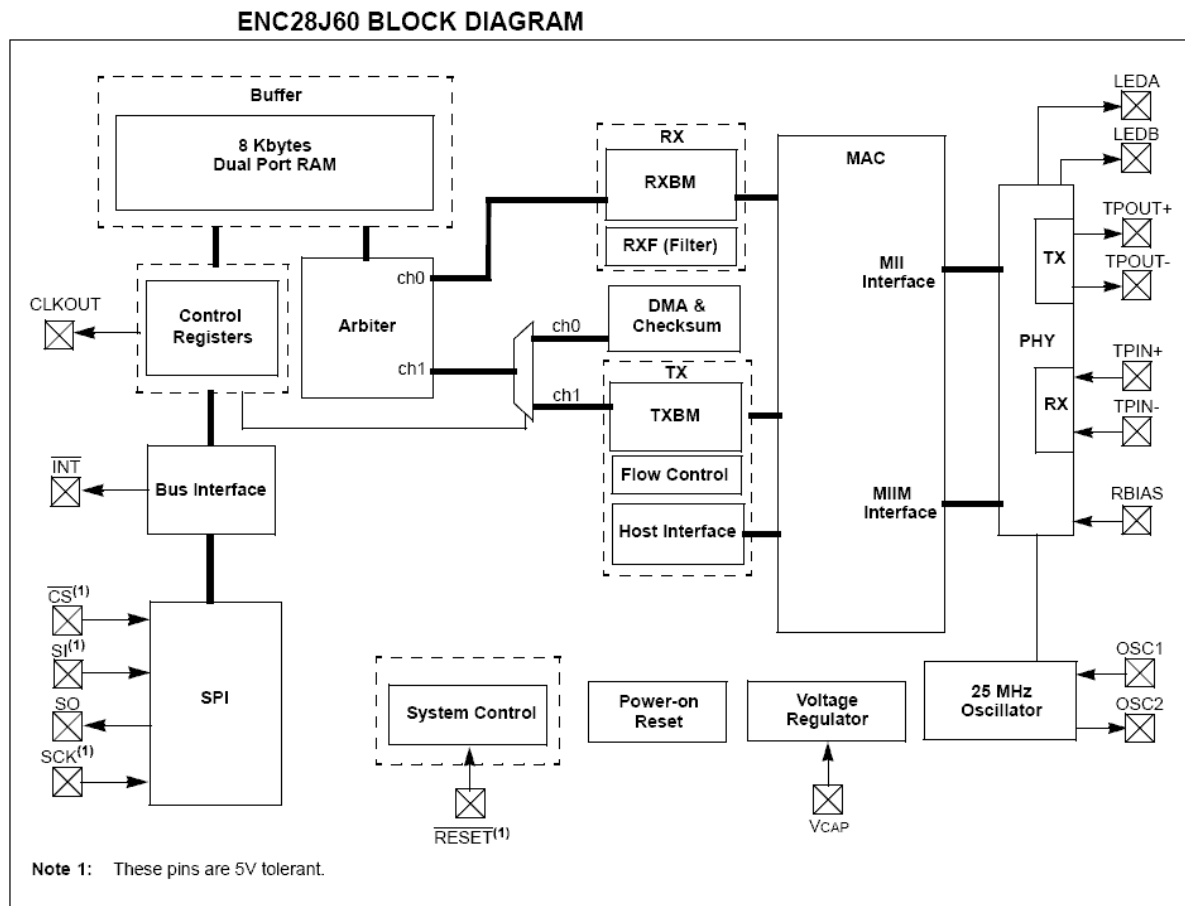 ENC28J60 BLOCK DIAGRAM
Buffer
8 Kbytes
Dual Port RAM
RX
RXBM
RXF (Filter)
MAC
MII
Interface
MIIM
Interface
LEDA
LEDB
TPOUT+
TX
TPOUT-
PHY
TPIN+
RX
TPIN-
RBIAS
CLKOUT
Control
Registers
ch0
Arbiter
ch1
ch0
DMA &
Checksum
ch1
TX
TXBM
Flow Control
Host Interface
INT
Bus Interface
CS(1)
SI(1)
SO
SCK(1)
SPI
System Control
RESET(1)
Power-on
Reset
Voltage
Regulator
VCAP
25 MHz
Oscillator
OSC1
OSC2
Note 1: These pins are 5V tolerant.